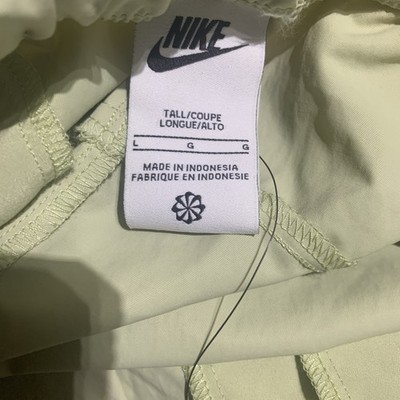 NIKE
TALL/COUPE
LONGUE/ALTO
L G G
MADE IN INDONESIA
FABRIQUE EN INDONESIE